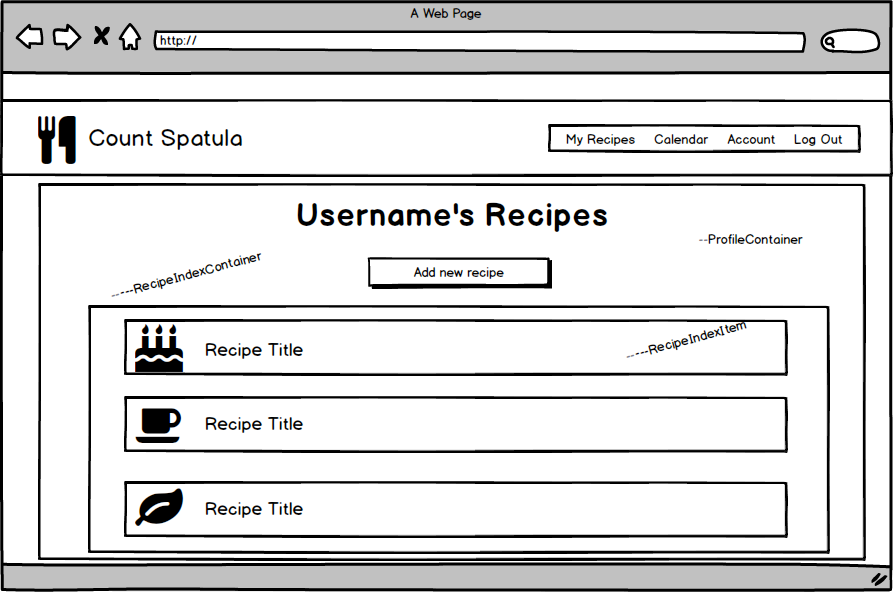 A Web Page
http://
Count Spatula
My Recipes Calendar Account Log Out
Username's Recipes
--ProfileContainer
-----RecipeIndexContainer
Add new recipe
-----RecipeIndexItem
Recipe Title
Recipe Title
Recipe Title